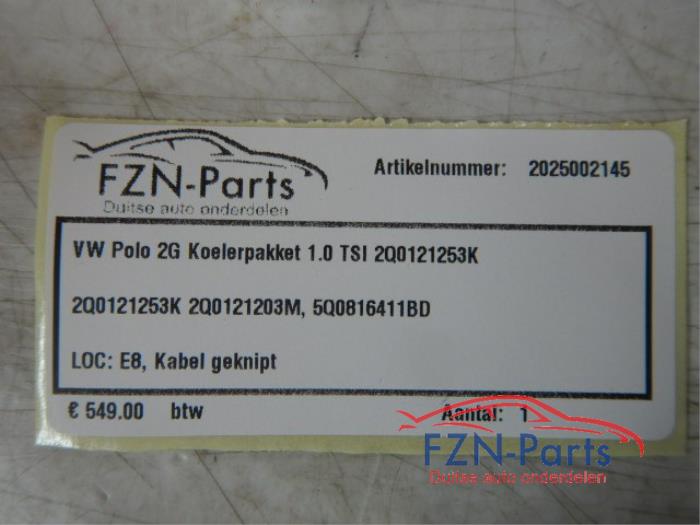 FZN-Parts
Duitse auto onderdelen
Artikelnummer: 2025002145
VW Polo 2G Koelerpakket 1.0 TSI 2Q0121253K
2Q0121253K 2Q0121203M, 5Q0816411BD
LOC: E8, Kabel geknipt
€ 549.00 btw
Aantal: 1
FZN-Parts
Duitse auto onderdelen